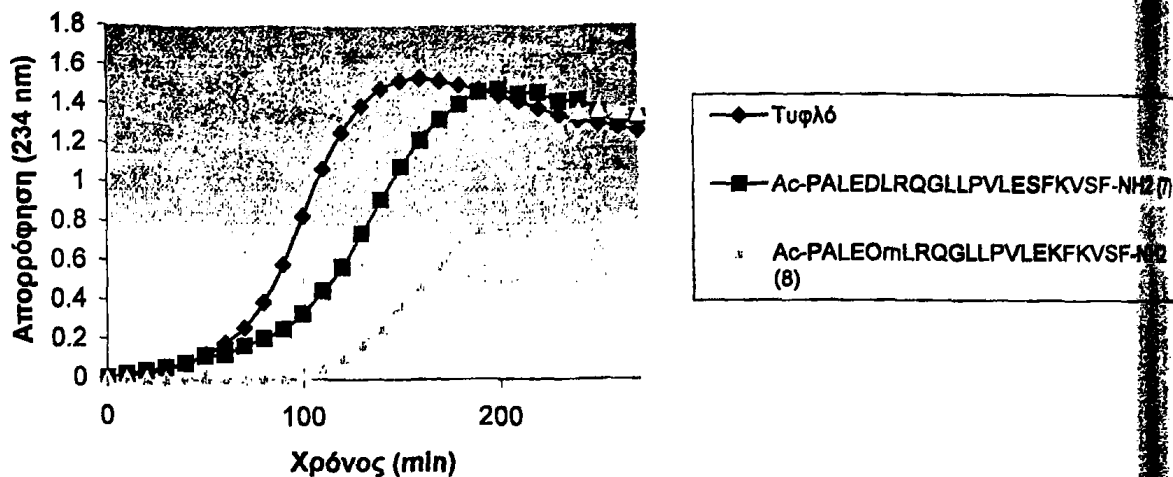 1.8
1.6
1.4
1.2
1
0.8
0.6
0.4
0.2
0
0
100
200
Απορρόφηση (234 nm)
Χρόνος (min)
Τυφλό
Ac-PALEDLRQGLLPVLESFKVSF-NH2(7)
Ac-PALEOrnLRQGLLPVLEKFKVSF-NH2
(8)